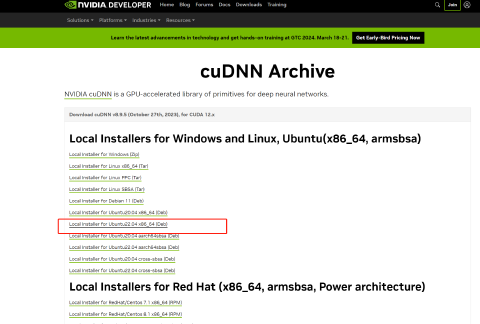 NVIDIA DEVELOPER Home Blog Forums Docs Downloads Training Join
Solutions Platforms Industries Resources
Learn the latest advancements in technology and get hands-on training at GTC 2024. March 18-21. Get Early-Bird Pricing Now
cuDNN Archive
NVIDIA cuDNN is a GPU-accelerated library of primitives for deep neural networks.
Download cuDNN v8.9.5 (October 27th, 2023), for CUDA 12.x
Local Installers for Windows and Linux, Ubuntu(x86_64, armsbsa)
Local Installer for Windows (Zip)
Local Installer for Linux x86_64 (Tar)
Local Installer for Linux PPC (Tar)
Local Installer for Linux SBSA (Tar)
Local Installer for Debian 11 (Deb)
Local Installer for Ubuntu20.04 x86_64 (Deb)
Local Installer for Ubuntu22.04 x86_64 (Deb)
Local Installer for Ubuntu20.04 aarch64sbsa (Deb)
Local Installer for Ubuntu22.04 aarch64sbsa (Deb)
Local Installer for Ubuntu20.04 cross-sbsa (Deb)
Local Installer for Ubuntu22.04 cross-sbsa (Deb)
Local Installers for Red Hat (x86_64, armsbsa, Power architecture)
Local Installer for RedHat/Centos 7.1 x86_64 (RPM)
Local Installer for RedHat/Centos 8.1 x86_64 (RPM)